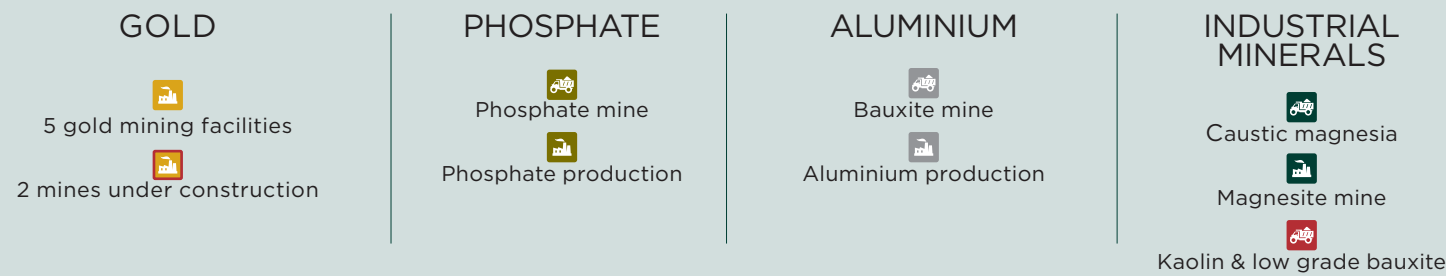 GOLD
5 gold mining facilities
2 mines under construction
PHOSPHATE
Phosphate mine
Phosphate production
ALUMINIUM
Bauxite mine
Aluminium production
INDUSTRIAL
MINERALS
Caustic magnesia
Magnesite mine
Kaolin & low grade bauxite